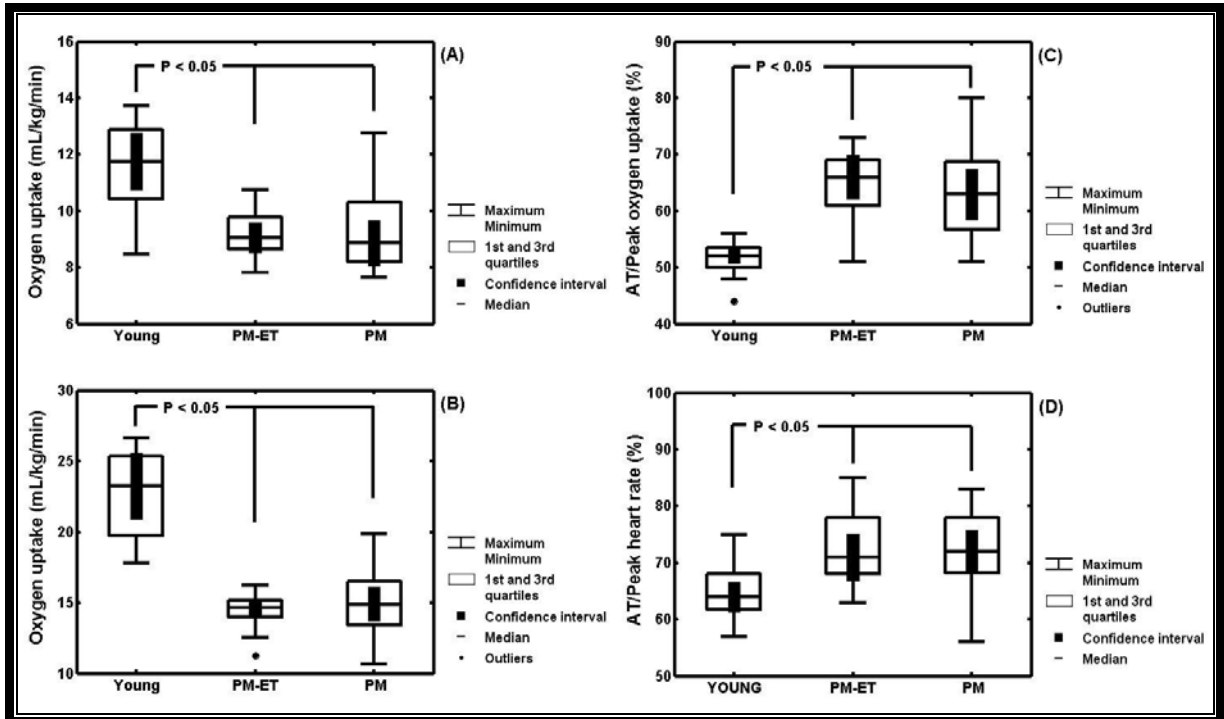 (A)
Oxygen uptake (mL/kg/min)
16
14
12
10
8
6
P < 0.05
Young
PM-ET
PM
Maximum
Minimum
1st and 3rd
quartiles
Confidence interval
Median
(C)
AT/Peak oxygen uptake (%)
90
80
70
60
50
40
P < 0.05
Young
PM-ET
PM
Maximum
Minimum
1st and 3rd
quartiles
Confidence interval
Median
Outliers
(B)
Oxygen uptake (mL/kg/min)
30
25
20
15
10
P < 0.05
Young
PM-ET
PM
Maximum
Minimum
1st and 3rd
quartiles
Confidence interval
Median
Outliers
(D)
AT/Peak heart rate (%)
100
90
80
70
60
50
P < 0.05
YOUNG
PM-ET
PM
Maximum
Minimum
1st and 3rd
quartiles
Confidence interval
Median